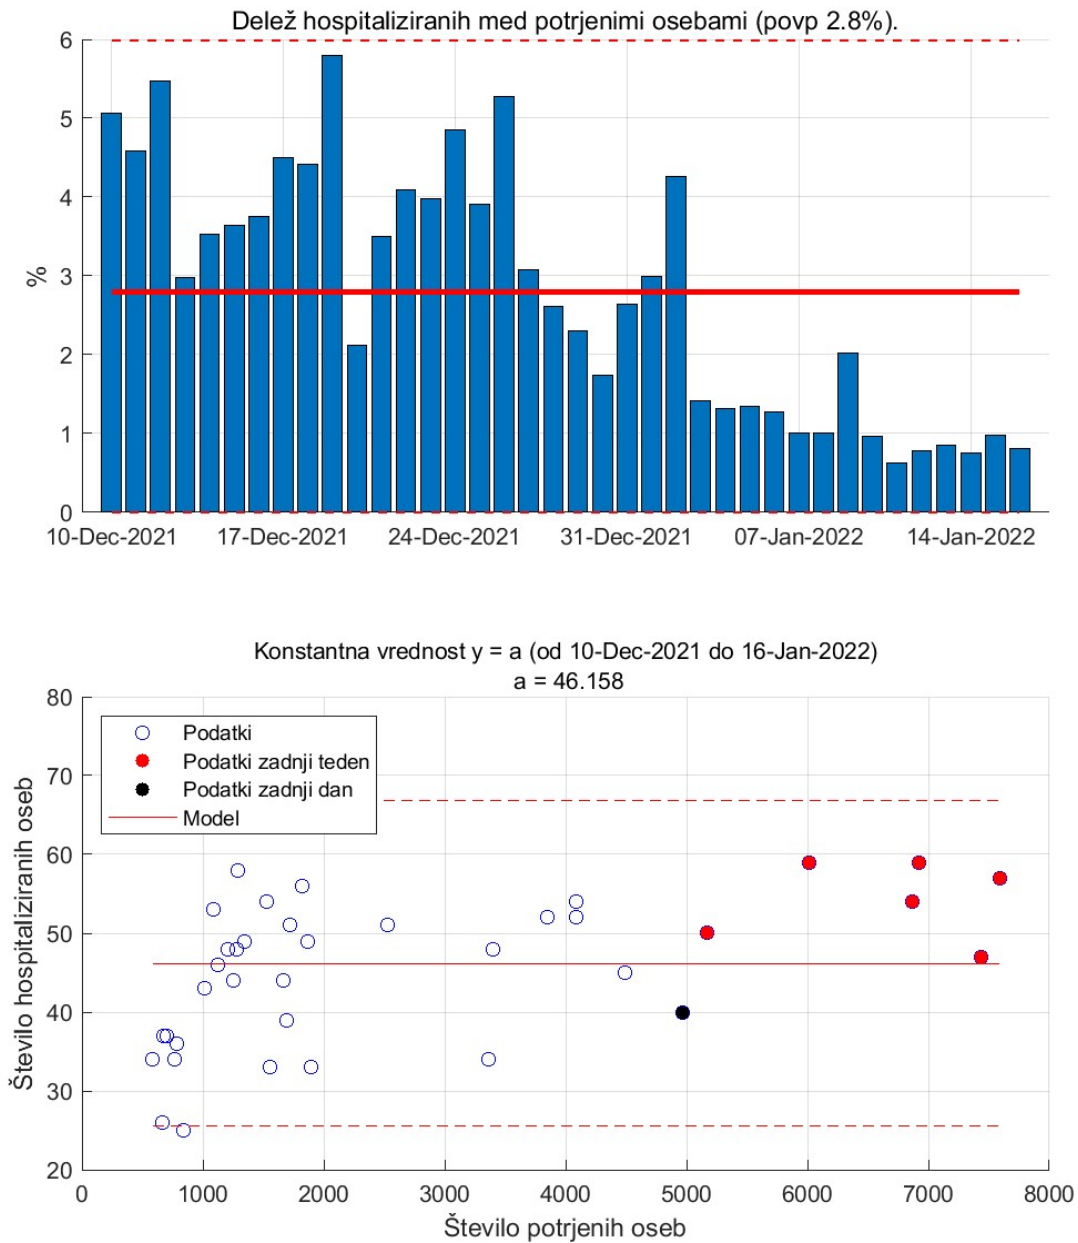 Delež hospitaliziranih med potrjenimi osebami (povp 2.8%).
6
5
4
3
2
1
0
%
10-Dec-2021 17-Dec-2021 24-Dec-2021 31-Dec-2021 07-Jan-2022 14-Jan-2022
Konstantna vrednost y = a (od 10-Dec-2021 do 16-Jan-2022)
a = 46.158
80
70
60
50
40
30
20
Število hospitaliziranih oseb
Podatki
Podatki zadnji teden
Podatki zadnji dan
Model
0 1000 2000 3000 4000 5000 6000 7000 8000
Število potrjenih oseb